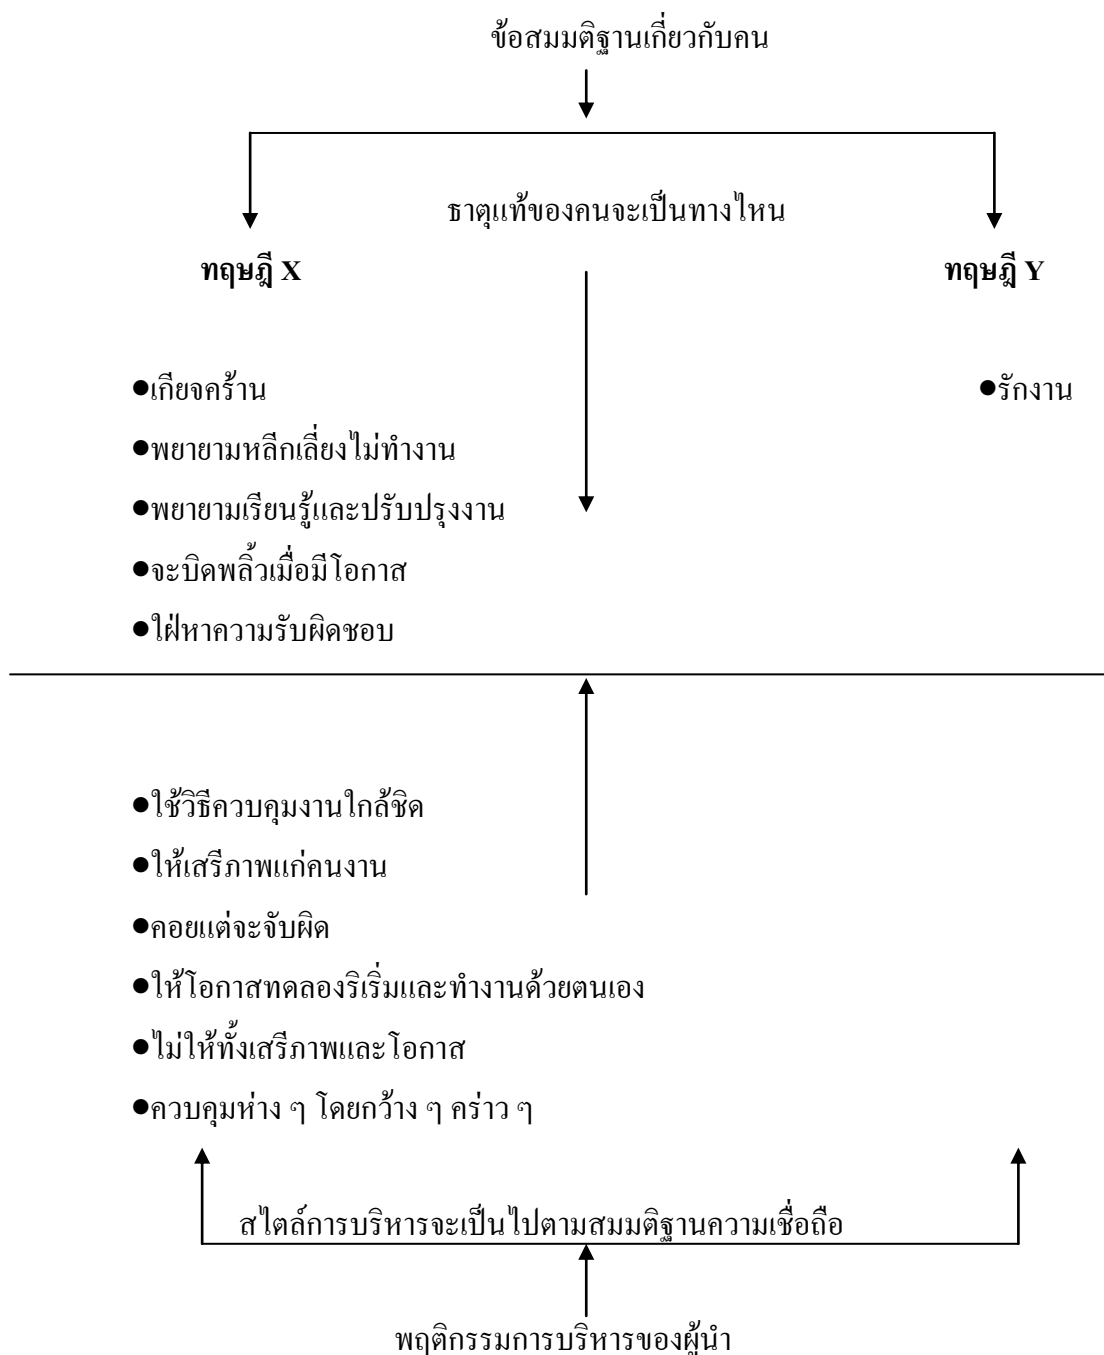 ข้อสมมติฐานเกี่ยวกับคน
ธาตุแท้ของคนจะเป็นทางไหน
ทฤษฎี X ทฤษฎี Y
●เกียจคร้าน ●รักงาน
●พยายามหลีกเลี่ยงไม่ทำงาน
●พยายามเรียนรู้และปรับปรุงงาน
●จะบิดพลิ้วเมื่อมีโอกาส
●ใฝ่หาความรับผิดชอบ
●ใช้วิธีควบคุมงานใกล้ชิด
●ให้เสรีภาพแก่คนงาน
●คอยแต่จะจับผิด
●ให้โอกาสทดลองริเริ่มและทำงานด้วยตนเอง
●ไม่ให้ทั้งเสรีภาพและโอกาส
●ควบคุมห่าง ๆ โดยกว้าง ๆ คร่าว ๆ
สไตล์การบริหารจะเป็นไปตามสมมติฐานความเชื่อถือ
พฤติกรรมการบริหารของผู้นำ